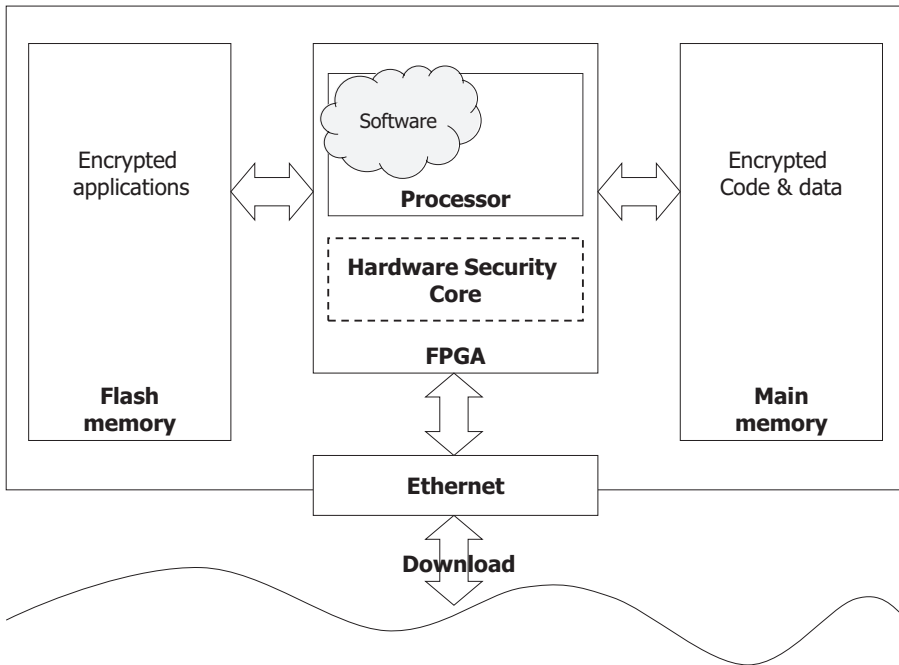 Encrypted
applications
Flash
memory
Software
Processor
Hardware Security
Core
FPGA
Encrypted
Code & data
Main
memory
Ethernet
Download